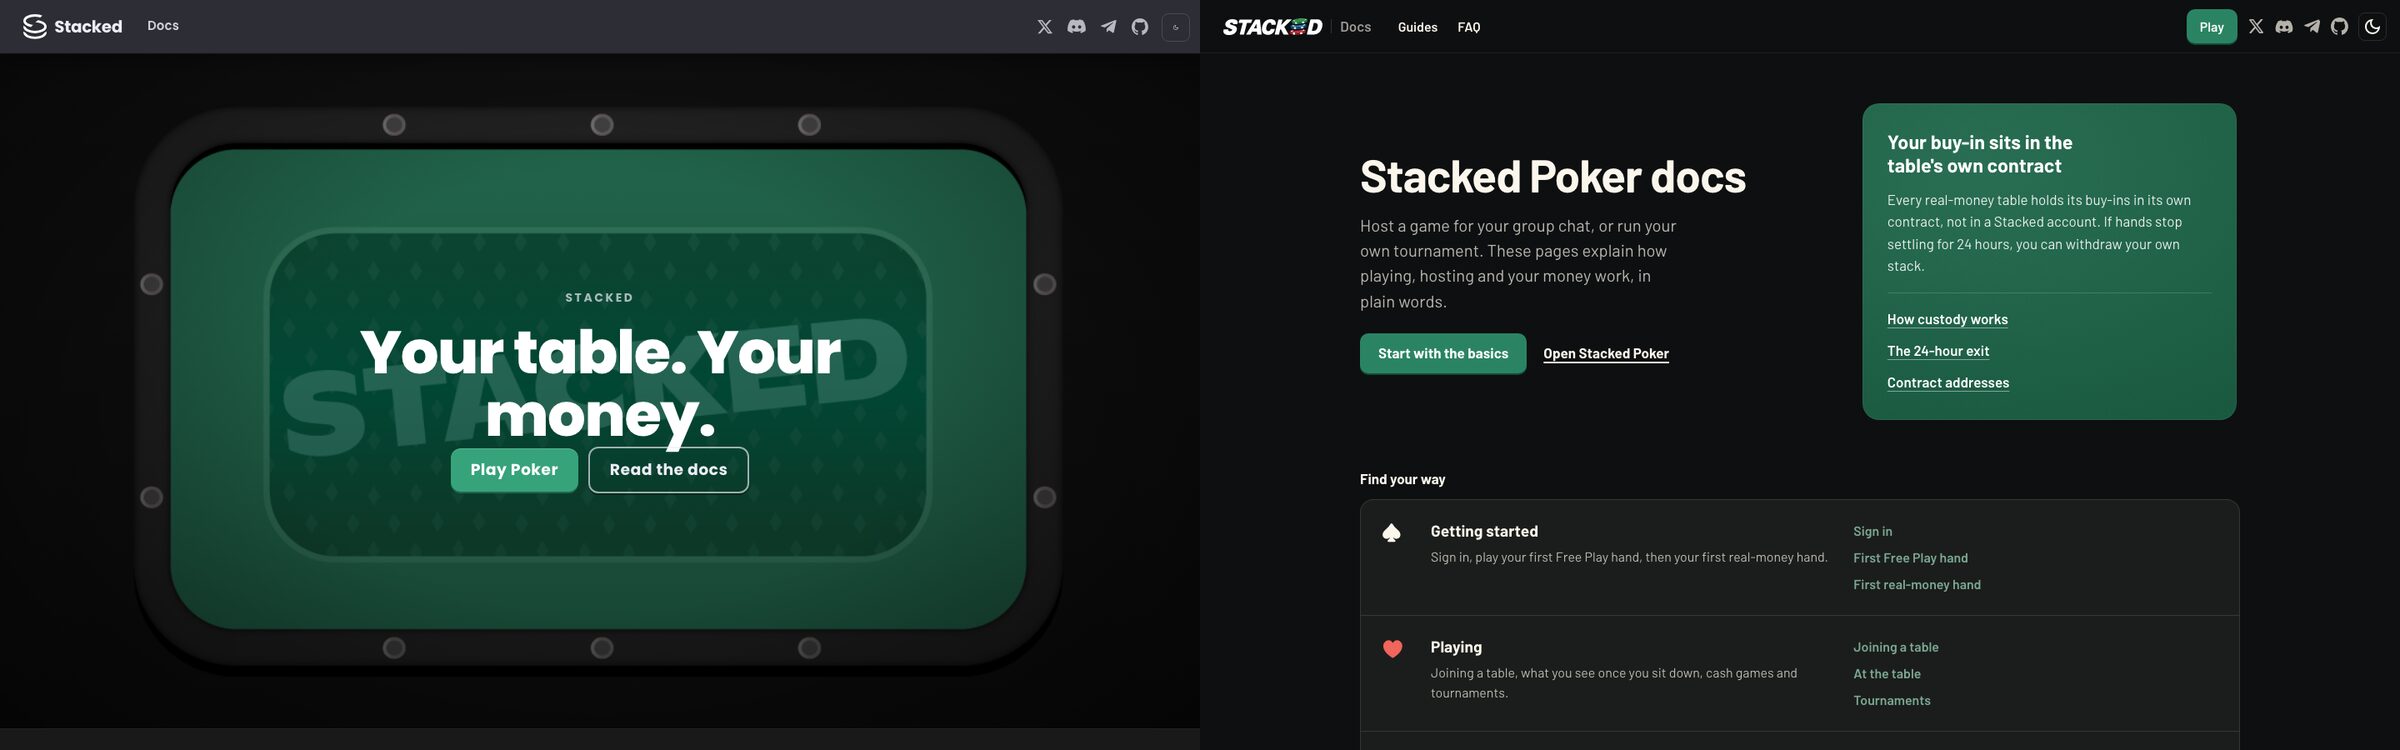 Stacked
Docs
STACKED
STACKED
Your table. Your
money.
Play Poker
Read the docs
STACKED
Docs
Guides
FAQ
Play
Stacked Poker docs
Host a game for your group chat, or run your
own tournament. These pages explain how
playing, hosting and your money work, in
plain words.
Start with the basics
Open Stacked Poker
Your buy-in sits in the
table's own contract
Every real-money table holds its buy-ins in its own
contract, not in a Stacked account. If hands stop
settling for 24 hours, you can withdraw your own
stack.
How custody works
The 24-hour exit
Contract addresses
Find your way
Getting started
Sign in, play your first Free Play hand, then your first real-money hand.
Sign in
First Free Play hand
First real-money hand
Playing
Joining a table, what you see once you sit down, cash games and
tournaments.
Joining a table
At the table
Tournaments